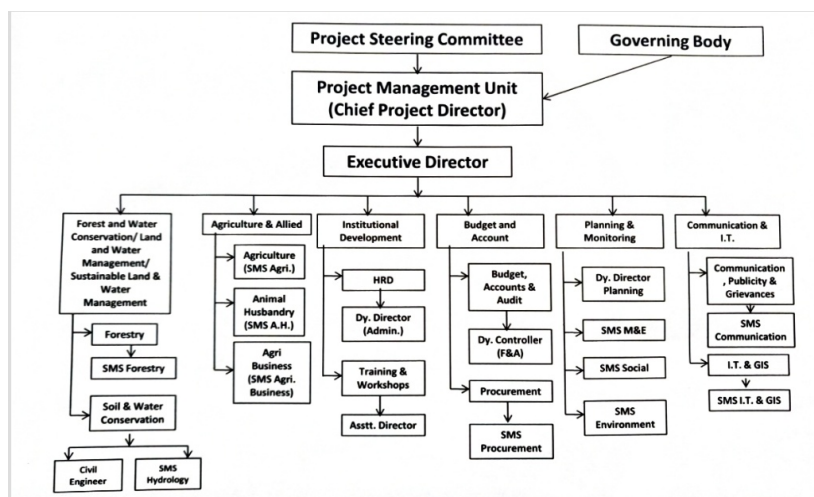 Project Steering Committee
Governing Body
Project Management Unit
(Chief Project Director)
Executive Director
Forest and Water
Conservation/ Land
and Water
Management/
Sustainable Land &
Water
Management
Forestry
SMS Forestry
Soil & Water
Conservation
Civil
Engineer
SMS
Hydrology
Agriculture & Allied
Agriculture
(SMS Agri.)
Animal
Husbandry
(SMS A.H.)
Agri
Business
(SMS Agri.
Business)
Institutional
Development
HRD
Dy. Director
(Admin.)
Training &
Workshops
Asstt. Director
Budget and
Account
Budget,
Accounts &
Audit
Dy. Controller
(F&A)
Procurement
SMS
Procurement
Planning &
Monitoring
Dy. Director
Planning
SMS M&E
SMS Social
SMS
Environment
Communication &
I.T.
Communication
, Publicity &
Grievances
SMS
Communication
I.T. & GIS
SMS I.T. & GIS